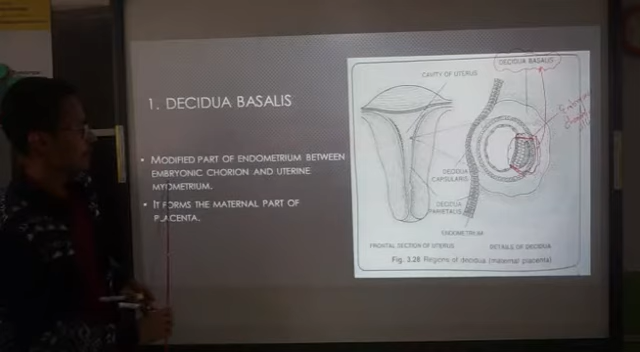 1. DECIDUA BASALIS
• MODIFIED PART OF ENDOMETRIUM BETWEEN
EMBRYONIC CHORION AND UTERINE
MYOMETRIUM.
• IT FORMS THE MATERNAL PART OF
PLACENTA.
DECIDUA BASALIS
CAVITY OF UTERUS
DECIDUA
CAPSULARIS
DECIDUA
PARIETALIS
ENDOMETRIUM
FRONTAL SECTION OF UTERUS
DETAILS OF DECIDUA
Fig. 3.28 Regions of decidua (maternal placenta)